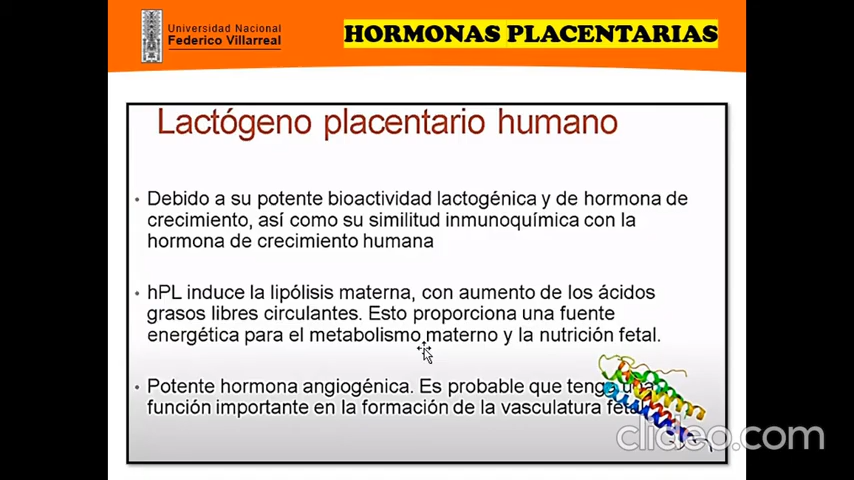 Universidad Nacional
Federico Villarreal
HORMONAS PLACENTARIAS
Lactógeno placentario humano
• Debido a su potente bioactividad lactogénica y de hormona de
crecimiento, así como su similitud inmunoquímica con la
hormona de crecimiento humana
• hPL induce la lipólisis materna, con aumento de los ácidos
grasos libres circulantes. Esto proporciona una fuente
energética para el metabolismo materno y la nutrición fetal.
• Potente hormona angiogénica. Es probable que tenga una
función importante en la formación de la vasculatura fetal
clideo.com